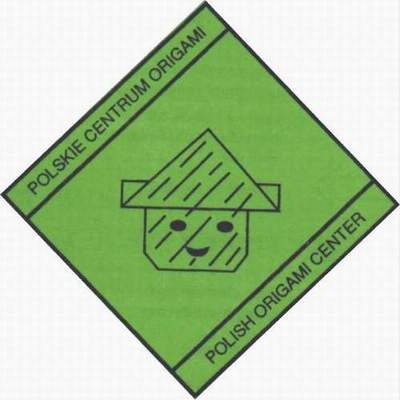 POLSKIE CENTRUM ORIGAMI
POLISH ORIGAMI CENTER